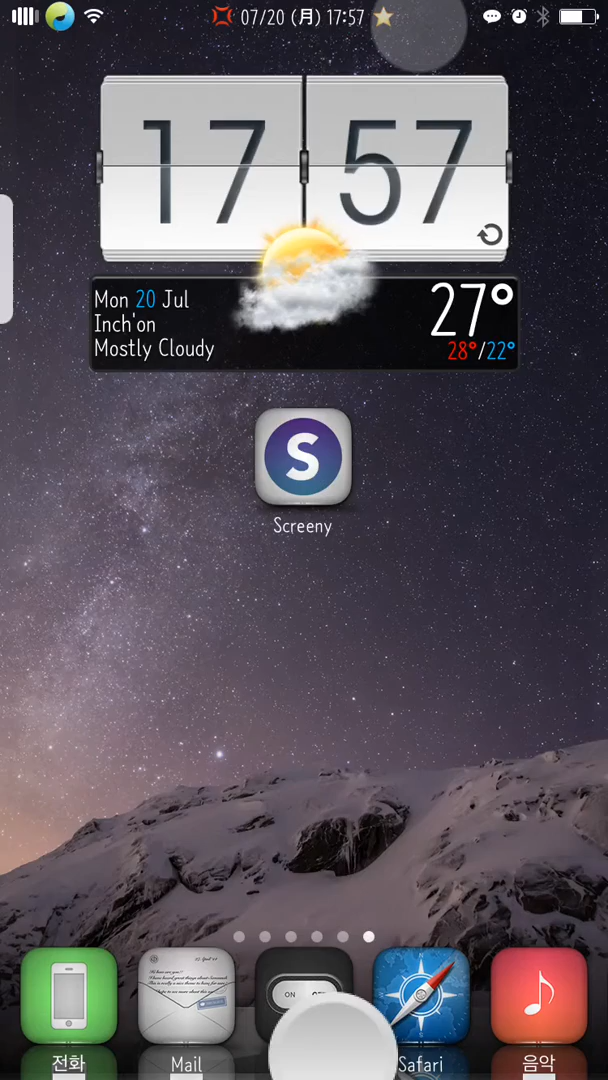 07/20 (月) 17:57
17 57
Mon 20 Jul
Inch'on
Mostly Cloudy
27°
28°/22°
S
Screeny
ON
전화
Mail
Safari
음악